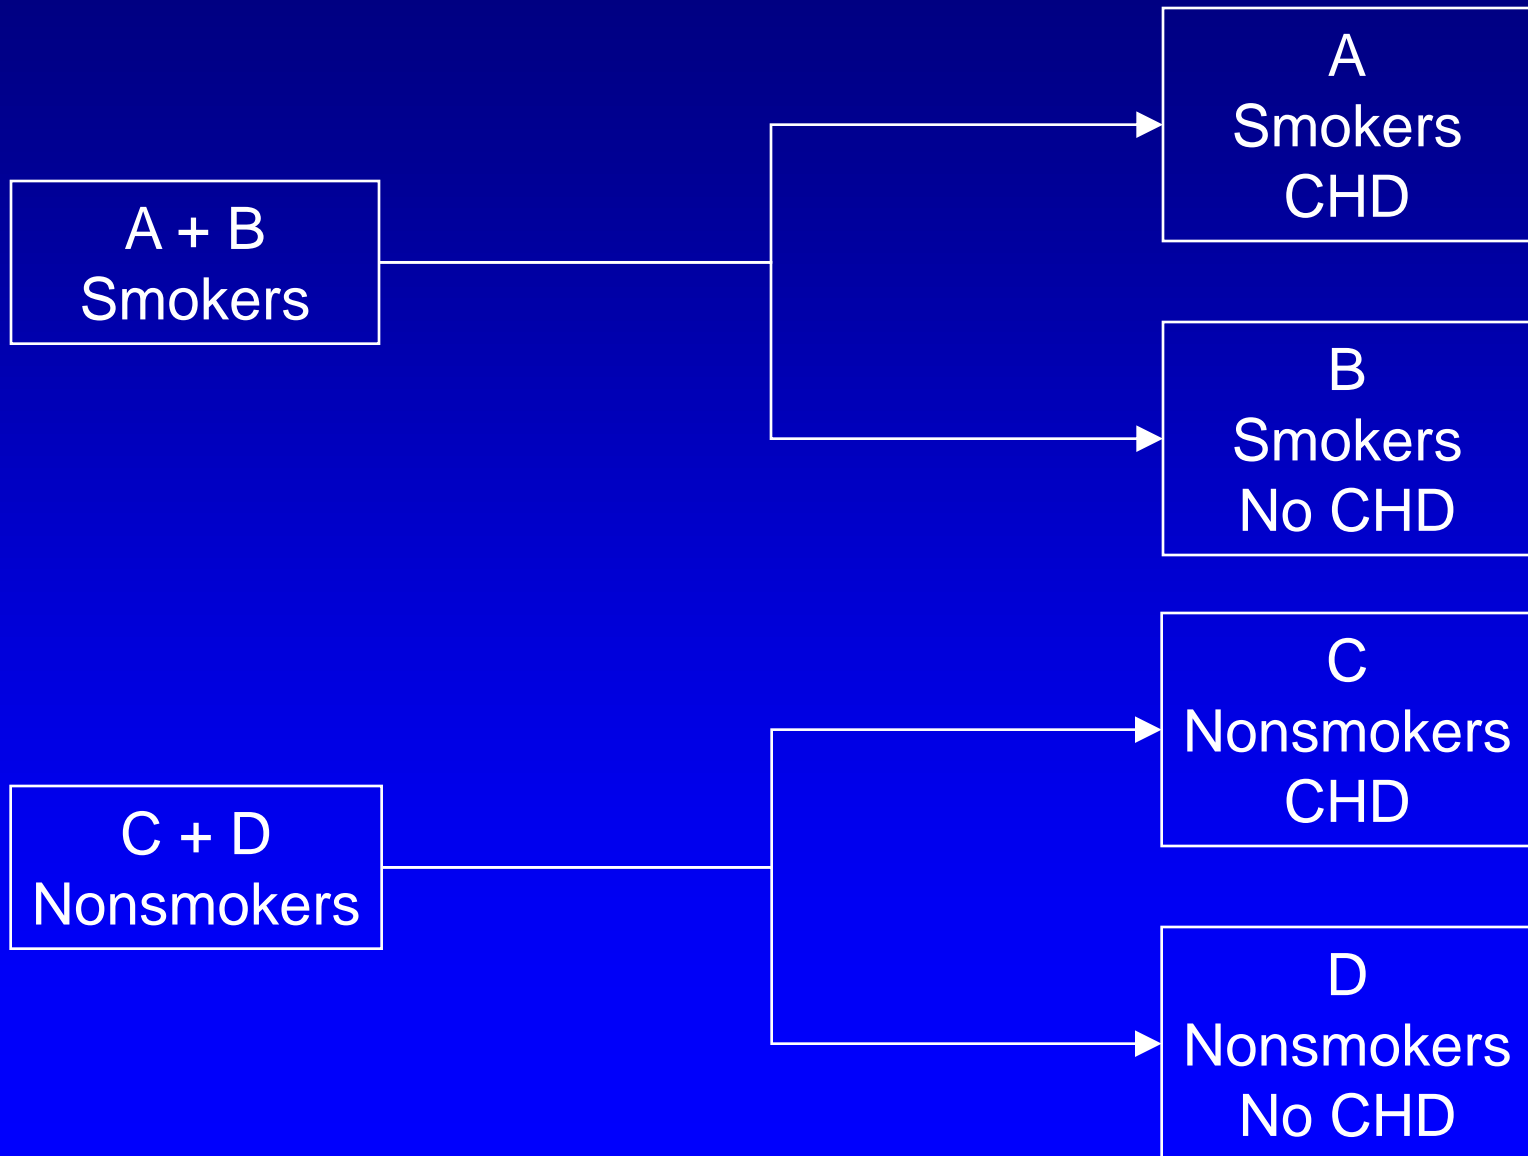 A + B
Smokers
A
Smokers
CHD
B
Smokers
No CHD
C + D
Nonsmokers
C
Nonsmokers
CHD
D
Nonsmokers
No CHD